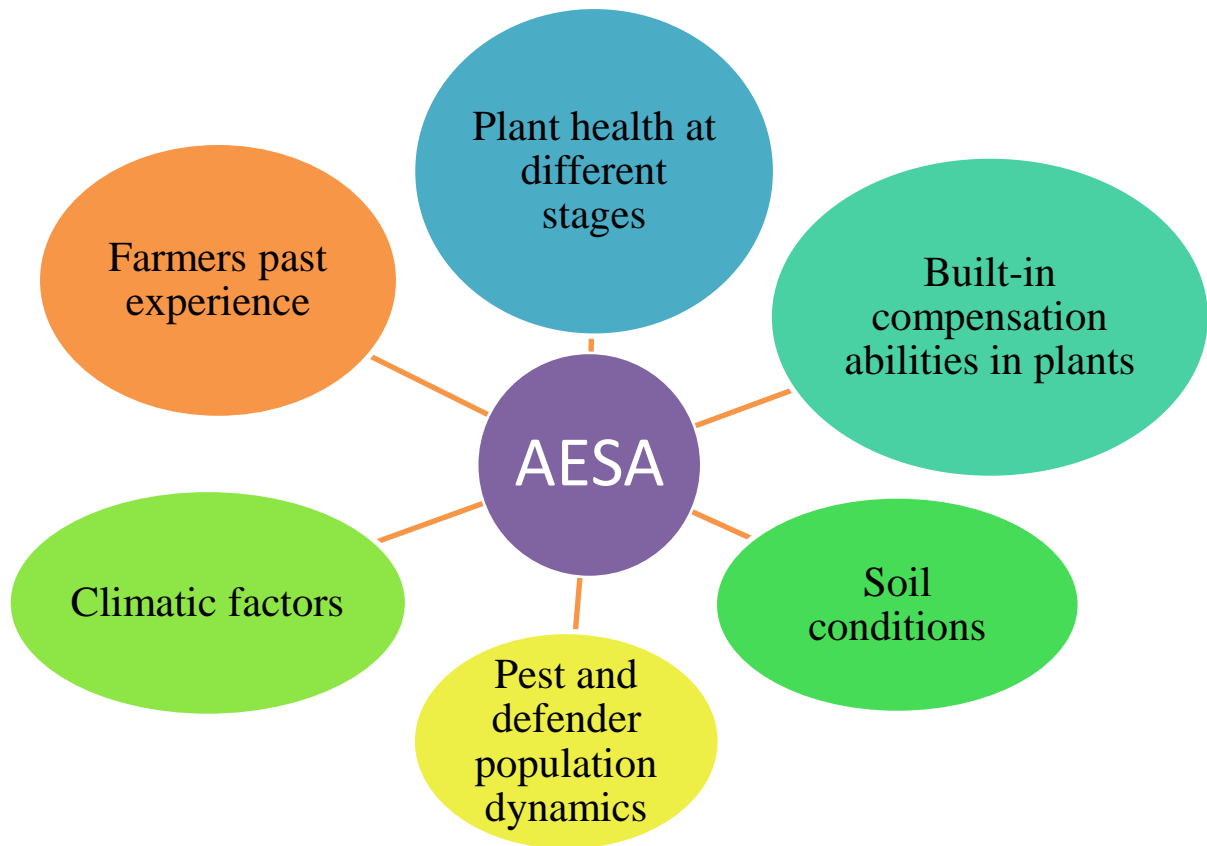 Plant health at
different
stages
Farmers past
experience
Built-in
compensation
abilities in plants
AESA
Climatic factors
Soil
conditions
Pest and
defender
population
dynamics